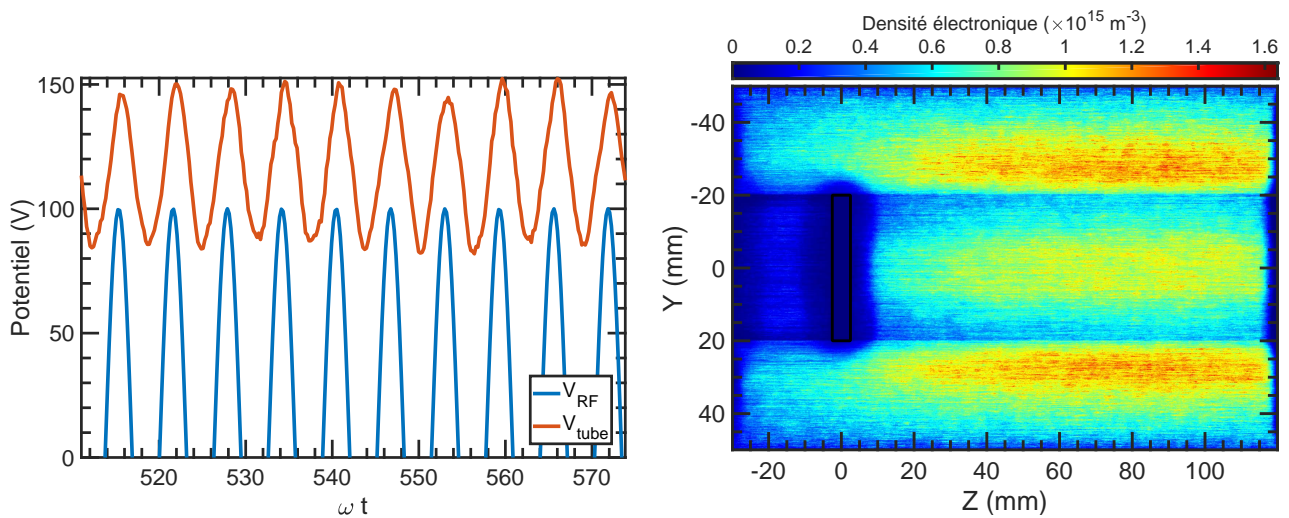 150
100
50
0
Potentiel (V)
520 530 540 550 560 570
ω t
V_RF
V_tube
Densité électronique (×10^15 m^-3)
0 0.2 0.4 0.6 0.8 1 1.2 1.4 1.6
-40
-20
0
20
40
Y (mm)
-20 0 20 40 60 80 100
Z (mm)